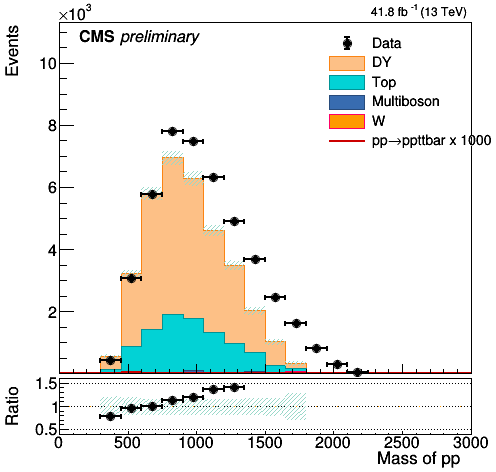 ×10³
41.8 fb⁻¹ (13 TeV)
CMS preliminary
Events
10
8
6
4
2
Data
DY
Top
Multiboson
W
pp→ppttbar x 1000
Ratio
1.5
1
0.5
0 500 1000 1500 2000 2500 3000
Mass of pp